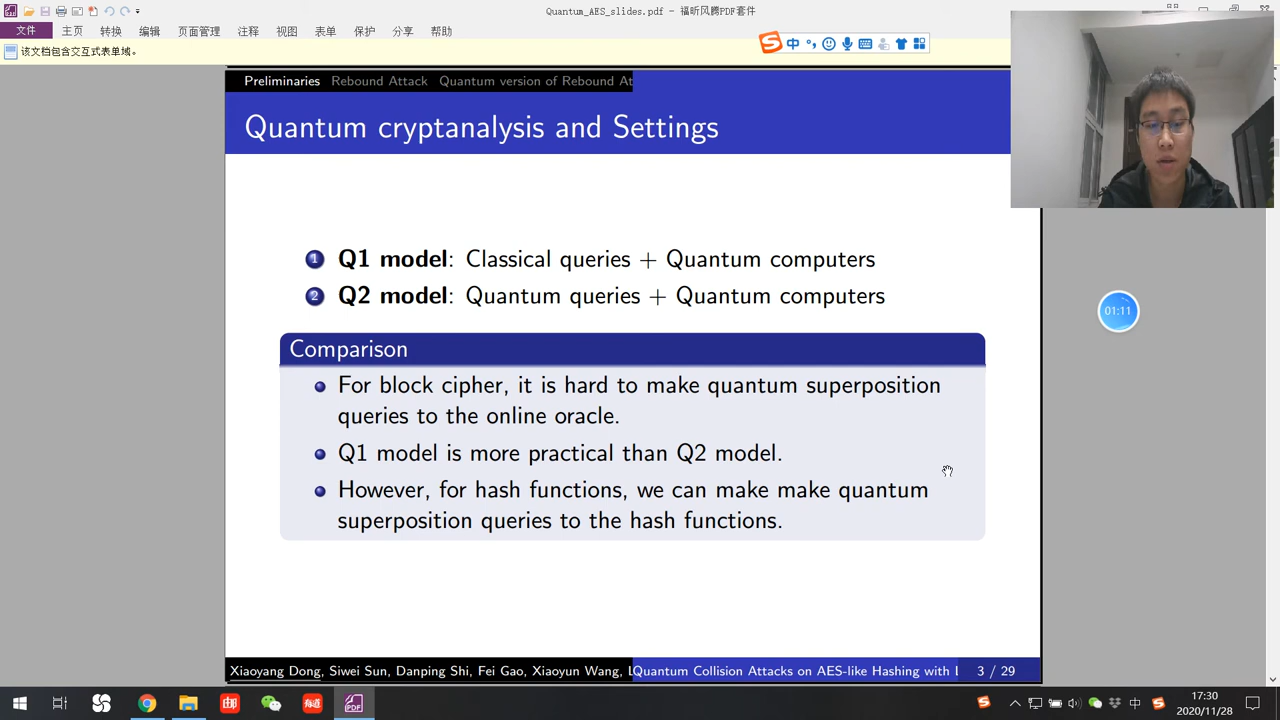 Quantum_AES_slides.pdf - 福昕风腾PDF套件
文件 主页 转换 编辑 页面管理 注释 视图 表单 保护 分享 帮助
该文档包含交互式表单域。
中
Preliminaries Rebound Attack Quantum version of Rebound At
Quantum cryptanalysis and Settings
1 Q1 model: Classical queries + Quantum computers
2 Q2 model: Quantum queries + Quantum computers
01:11
Comparison
For block cipher, it is hard to make quantum superposition
queries to the online oracle.
Q1 model is more practical than Q2 model.
However, for hash functions, we can make make quantum
superposition queries to the hash functions.
Xiaoyang Dong, Siwei Sun, Danping Shi, Fei Gao, Xiaoyun Wang, L Quantum Collision Attacks on AES-like Hashing with L 3 / 29
邮 有道 PDF 中 17:30
2020/11/28